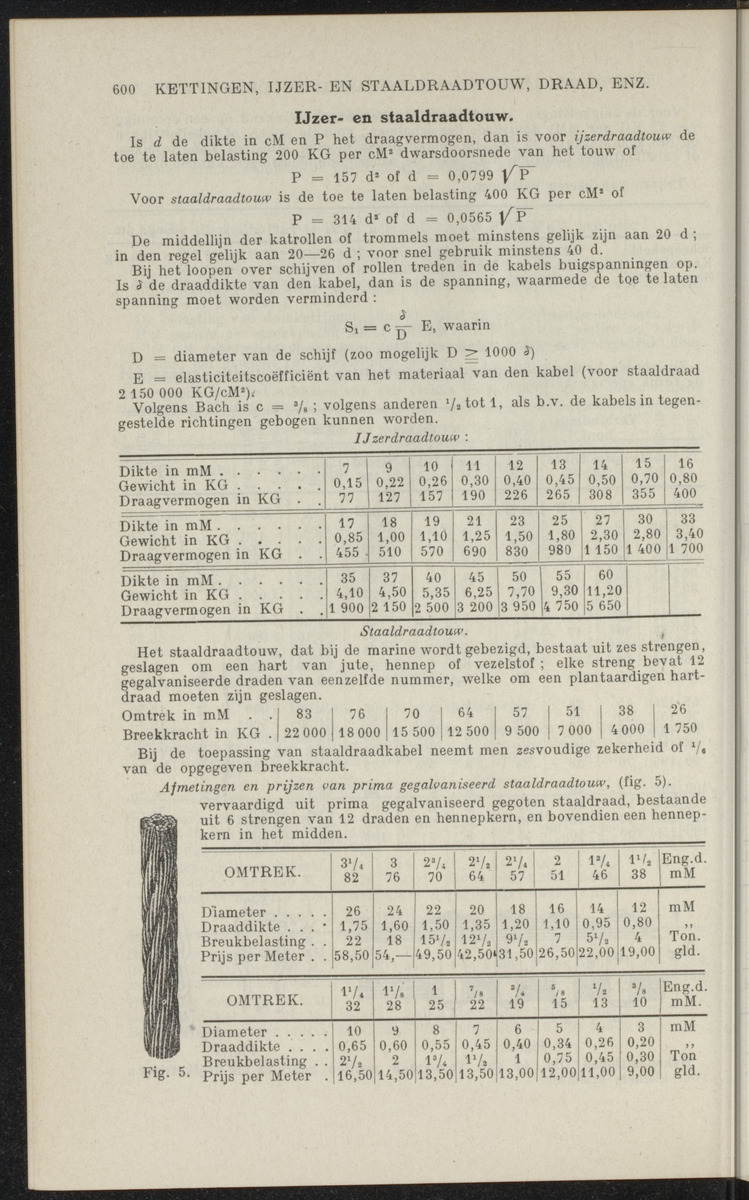 600 KETTINGEN, IJZER- EN STAALDRAADTOUW, DRAAD, ENZ.
IJzer- en staaldraadtouw.
Is d de dikte in cM en P het draagvermogen, dan is voor ijzerdraadtouw de
toe te laten belasting 200 KG per cM² dwarsdoorsnede van het touw of
P = 157 d² of d = 0,0799 √P
Voor staaldraadtouw is de toe te laten belasting 400 KG per cM² of
P = 314 d² of d = 0,0565 √P
De middellijn der katrollen of trommels moet minstens gelijk zijn aan 20 d;
in den regel gelijk aan 20—26 d; voor snel gebruik minstens 40 d.
Bij het loopen over schijven of rollen treden in de kabels buigspanningen op.
Is ∂ de draaddikte van den kabel, dan is de spanning, waarmede de toe te laten
spanning moet worden verminderd:
S₁ = c ∂/D E, waarin
D = diameter van de schijf (zoo mogelijk D ≧ 1000 ∂)
E = elasticiteitscoëfficiënt van het materiaal van den kabel (voor staaldraad
2 150 000 KG/cM²).
Volgens Bach is c = ³/₈; volgens anderen ¹/₂ tot 1, als b.v. de kabels in tegen-
gestelde richtingen gebogen kunnen worden.
IJzerdraadtouw:
Dikte in mM . . . . . . 7 9 10 11 12 13 14 15 16
Gewicht in KG . . . . . 0,15 0,22 0,26 0,30 0,40 0,45 0,50 0,70 0,80
Draagvermogen in KG . . 77 127 157 190 226 265 308 355 400
Dikte in mM . . . . . . 17 18 19 21 23 25 27 30 33
Gewicht in KG . . . . . 0,85 1,00 1,10 1,25 1,50 1,80 2,30 2,80 3,40
Draagvermogen in KG . . 455 510 570 690 830 980 1 150 1 400 1 700
Dikte in mM . . . . . . 35 37 40 45 50 55 60
Gewicht in KG . . . . . 4,10 4,50 5,35 6,25 7,70 9,30 11,20
Draagvermogen in KG . . 1 900 2 150 2 500 3 200 3 950 4 750 5 650
Staaldraadtouw.
Het staaldraadtouw, dat bij de marine wordt gebezigd, bestaat uit zes strengen,
geslagen om een hart van jute, hennep of vezelstof; elke streng bevat 12
gegalvaniseerde draden van eenzelfde nummer, welke om een plantaardigen hart-
draad moeten zijn geslagen.
Omtrek in mM . . 83 76 70 64 57 51 38 26
Breekkracht in KG . 22 000 18 000 15 500 12 500 9 500 7 000 4 000 1 750
Bij de toepassing van staaldraadkabel neemt men zesvoudige zekerheid of ¹/₆
van de opgegeven breekkracht.
Afmetingen en prijzen van prima gegalvaniseerd staaldraadtouw, (fig. 5).
vervaardigd uit prima gegalvaniseerd gegoten staaldraad, bestaande
uit 6 strengen van 12 draden en hennepkern, en bovendien een hennep-
kern in het midden.
OMTREK. 3¹/₄ 3 2³/₄ 2¹/₂ 2¹/₄ 2 1³/₄ 1¹/₂ Eng.d.
82 76 70 64 57 51 46 38 mM
Diameter . . . . . 26 24 22 20 18 16 14 12 mM
Draaddikte . . . . 1,75 1,60 1,50 1,35 1,20 1,10 0,95 0,80 „
Breukbelasting . . 22 18 15¹/₂ 12¹/₂ 9¹/₂ 7 5¹/₂ 4 Ton.
Prijs per Meter . . 58,50 54,— 49,50 42,50 31,50 26,50 22,00 19,00 gld.
OMTREK. 1¹/₄ 1¹/₈ 1 ⁷/₈ ³/₄ ⁵/₈ ¹/₂ ³/₈ Eng.d.
32 28 25 22 19 15 13 10 mM.
Diameter . . . . . 10 9 8 7 6 5 4 3 mM
Draaddikte . . . . 0,65 0,60 0,55 0,45 0,40 0,34 0,26 0,20 „
Breukbelasting . . 2¹/₂ 2 1³/₄ 1¹/₂ 1 0,75 0,45 0,30 Ton
Prijs per Meter . 16,50 14,50 13,50 13,50 13,00 12,00 11,00 9,00 gld.
Fig. 5.